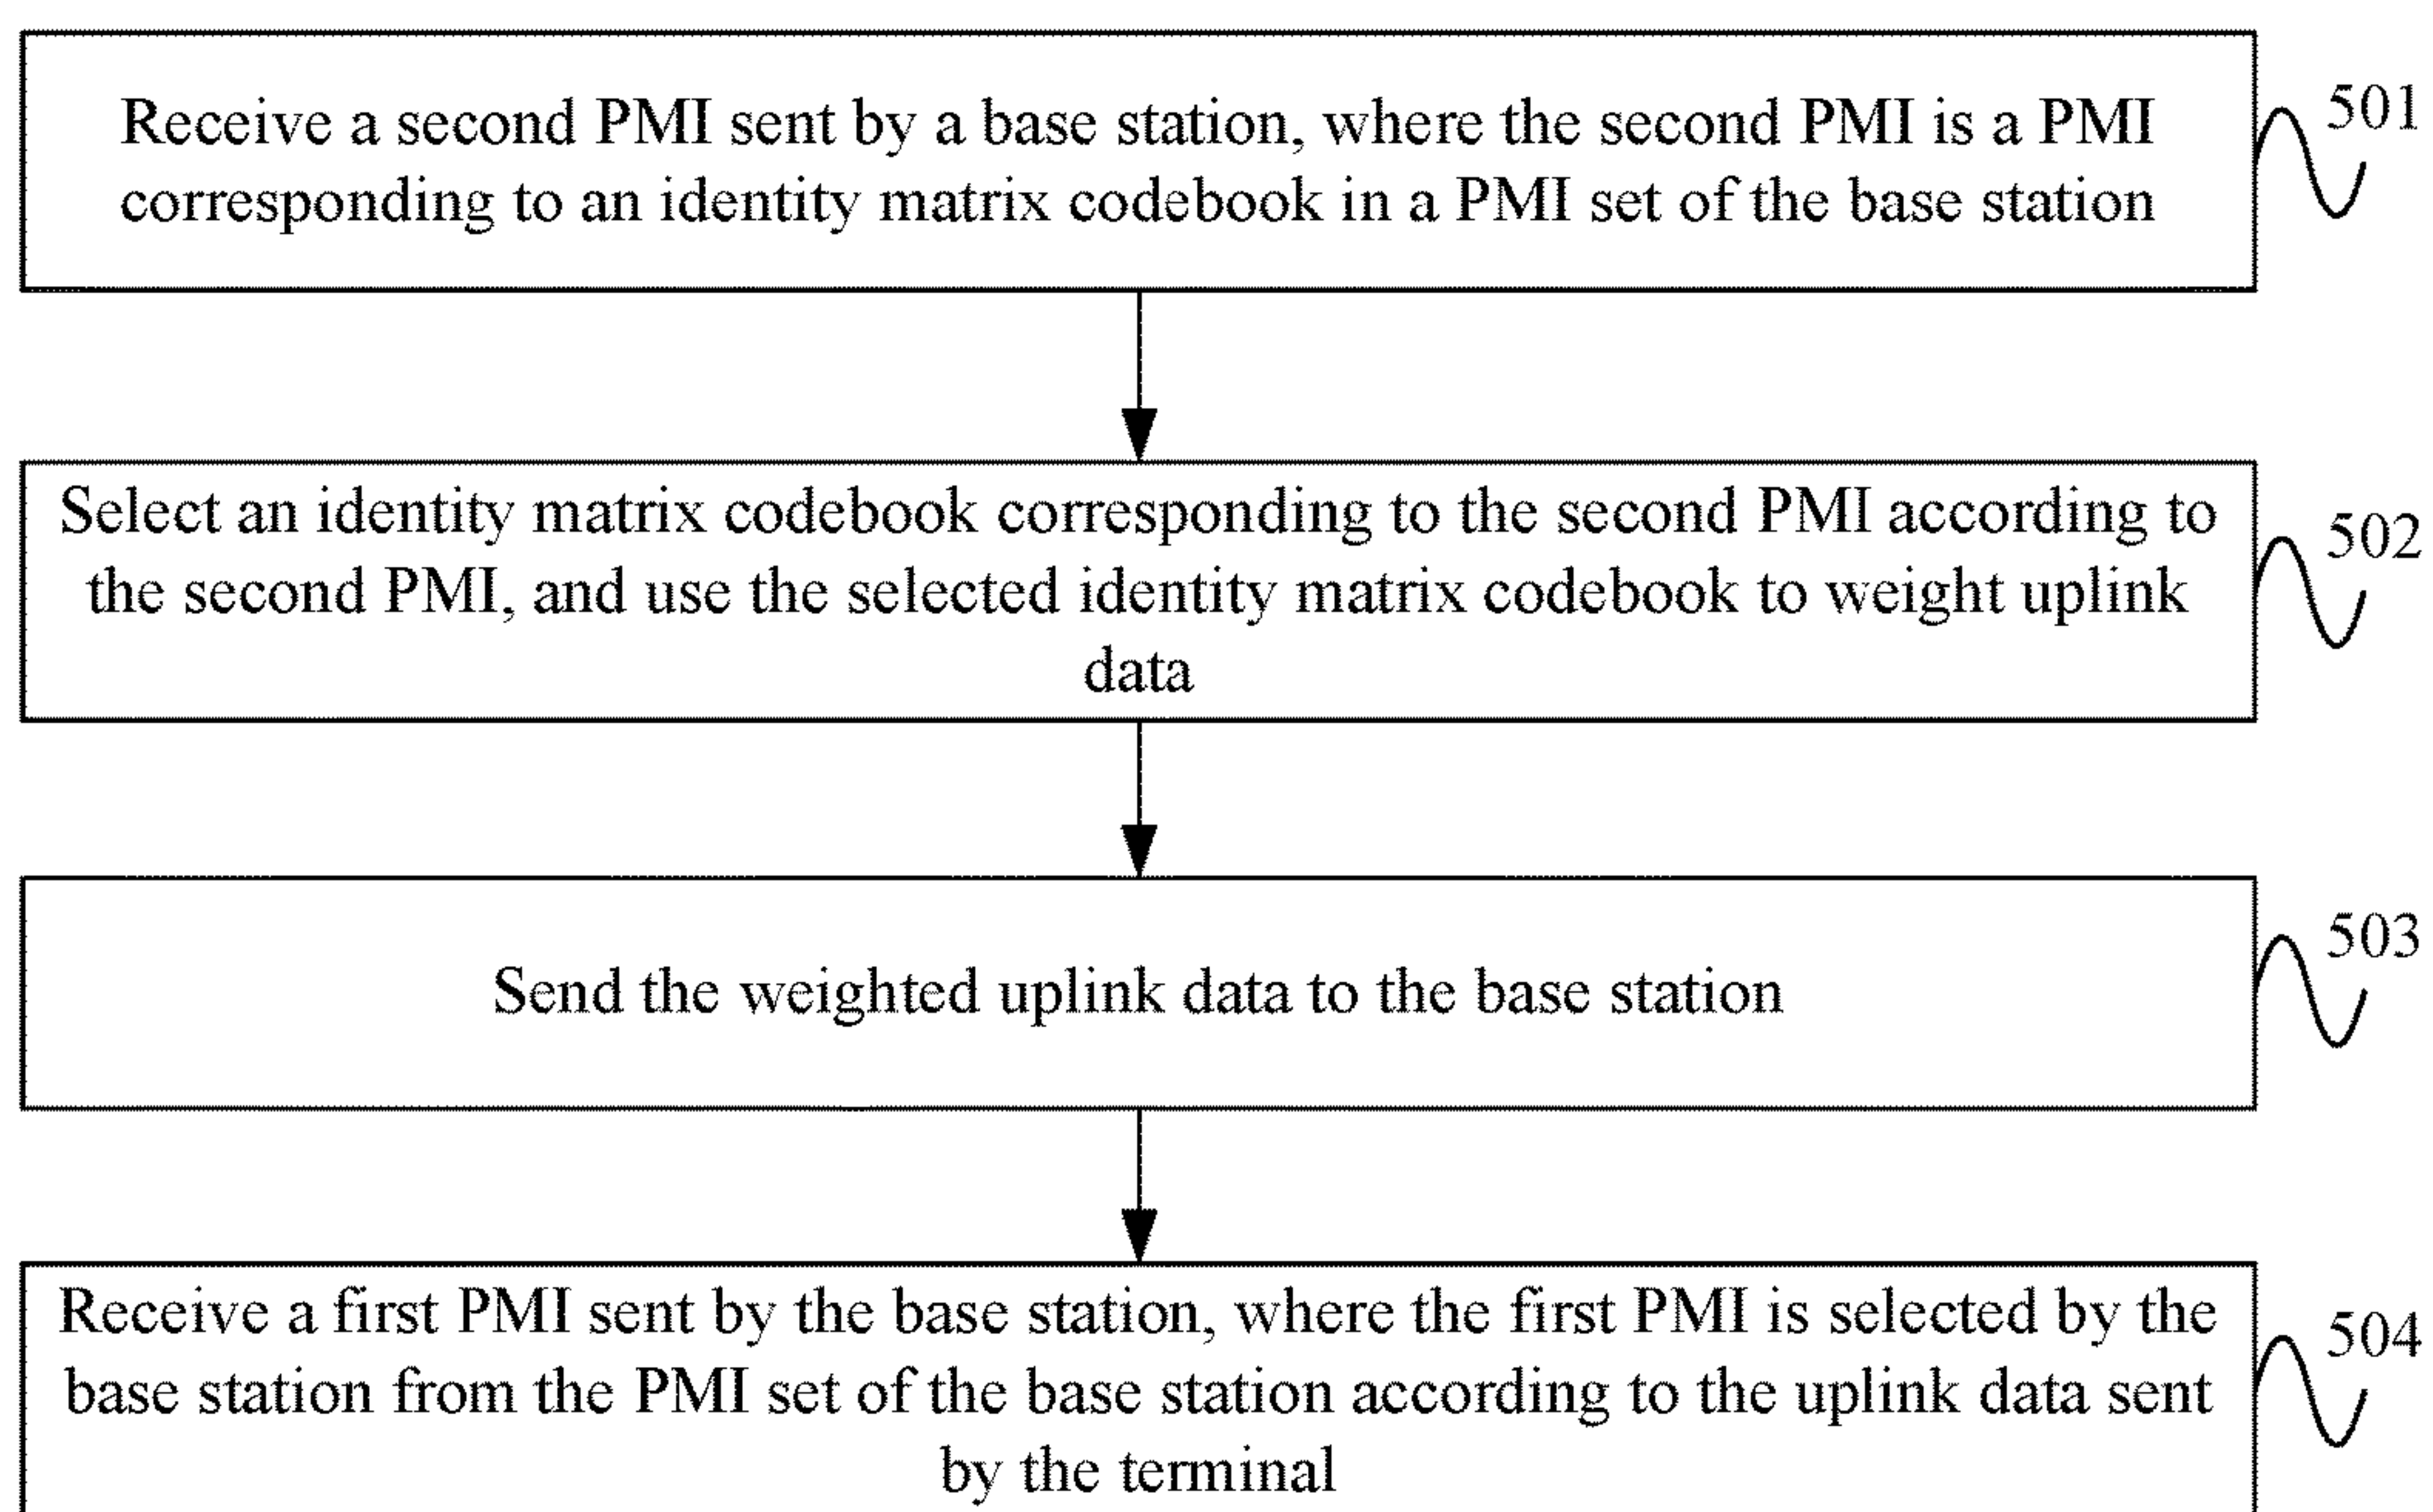 Receive a second PMI sent by a base station, where the second PMI is a PMI
corresponding to an identity matrix codebook in a PMI set of the base station
501
Select an identity matrix codebook corresponding to the second PMI according to
the second PMI, and use the selected identity matrix codebook to weight uplink
data
502
Send the weighted uplink data to the base station
503
Receive a first PMI sent by the base station, where the first PMI is selected by the
base station from the PMI set of the base station according to the uplink data sent
by the terminal
504